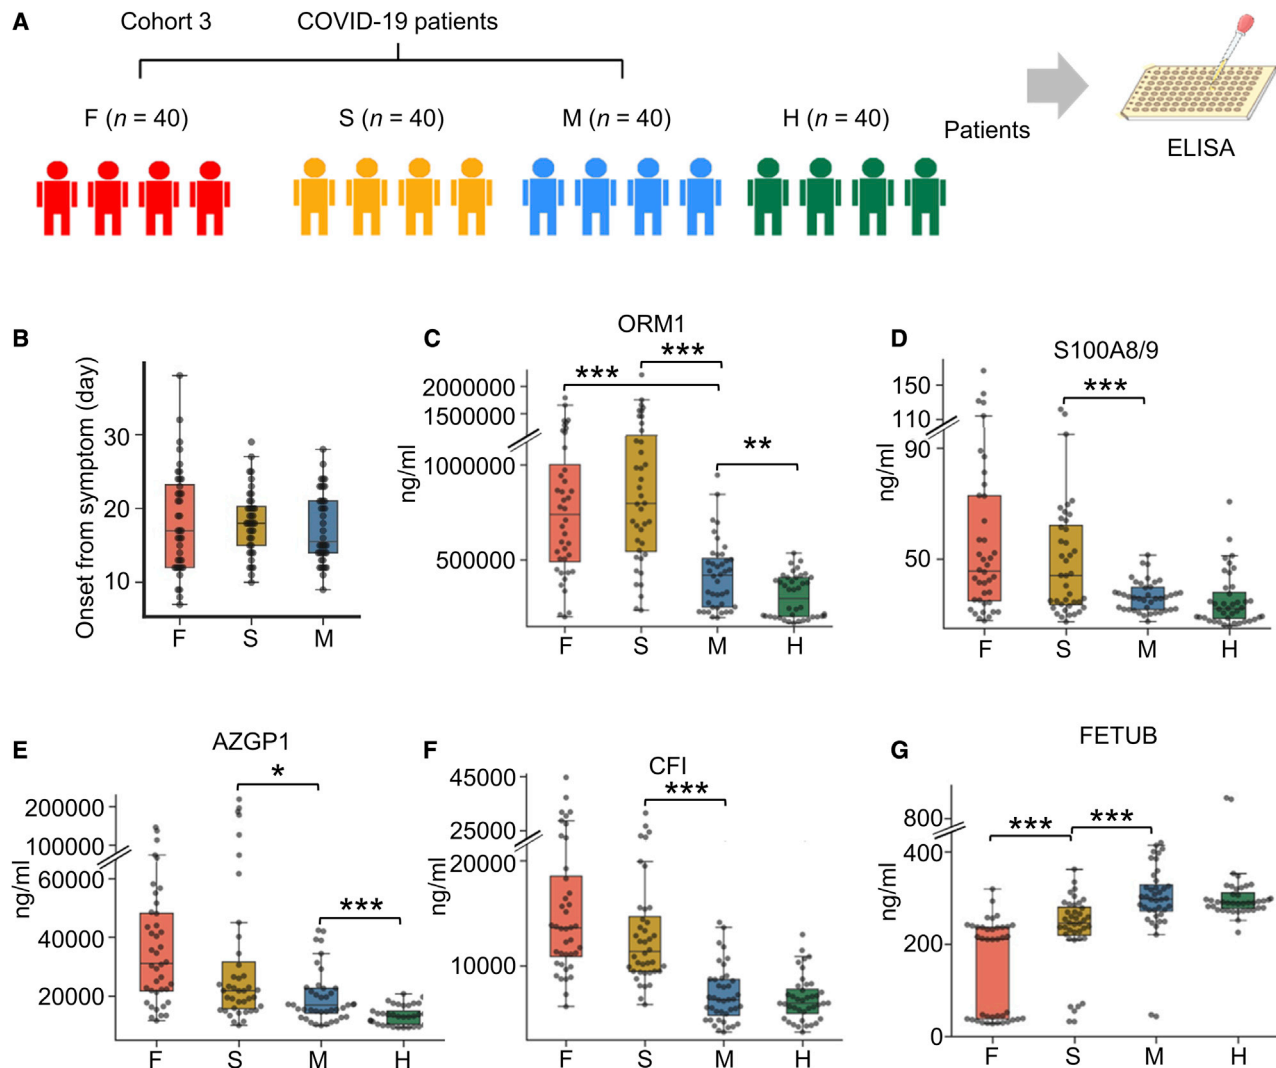 A
Cohort 3
COVID-19 patients
F (n = 40)
S (n = 40)
M (n = 40)
H (n = 40)
Patients
ELISA
B
Onset from symptom (day)
30
20
10
F S M
C
ORM1
***
***
**
ng/ml
2000000
1500000
1000000
500000
F S M H
D
S100A8/9
***
150
110
90
50
F S M H
E
AZGP1
*
***
ng/ml
200000
100000
60000
40000
20000
F S M H
F
CFI
***
ng/ml
45000
25000
20000
10000
F S M H
G
FETUB
***
***
ng/ml
800
400
200
0
F S M H